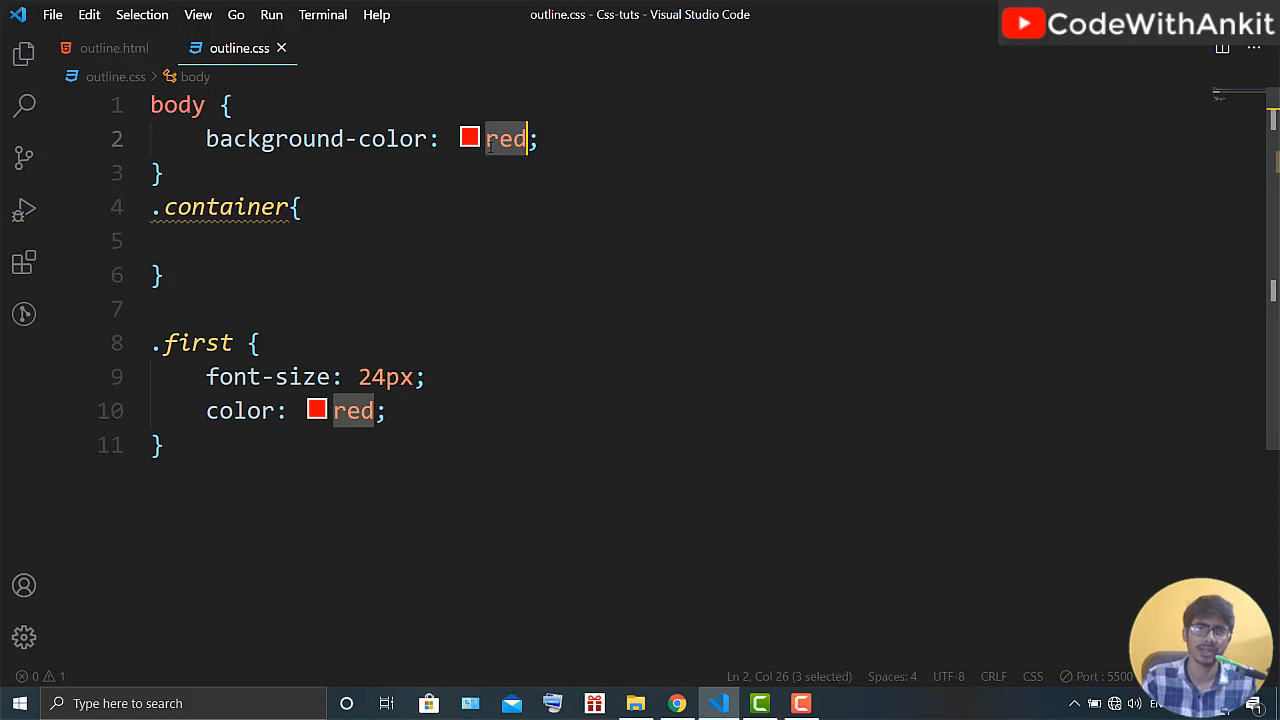 File Edit Selection View Go Run Terminal Help
outline.css - Css-tuts - Visual Studio Code
CodeWithAnkit
outline.html
outline.css
outline.css > body
1 body {
2 background-color: red;
3 }
4 .container{
5
6 }
7
8 .first {
9 font-size: 24px;
10 color: red;
11 }
0 1
Ln 2, Col 26 (3 selected) Spaces: 4 UTF-8 CRLF CSS Port : 5500
Type here to search